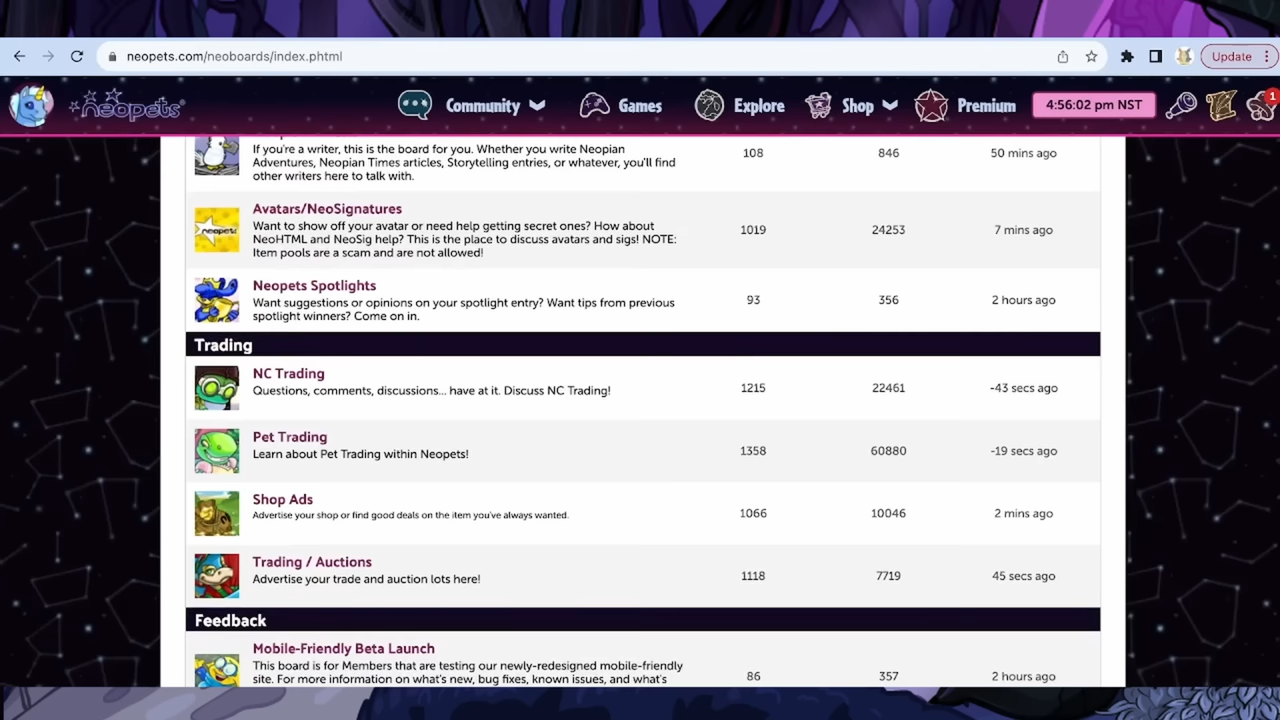 neopets.com/neoboards/index.phtml
Update
neopets
Community
Games
Explore
Shop
Premium
4:56:02 pm NST
1
If you're a writer, this is the board for you. Whether you write Neopian
Adventures, Neopian Times articles, Storytelling entries, or whatever, you'll find
other writers here to talk with.
108 846 50 mins ago
Avatars/NeoSignatures
neopets
Want to show off your avatar or need help getting secret ones? How about
NeoHTML and NeoSig help? This is the place to discuss avatars and sigs! NOTE:
Item pools are a scam and are not allowed!
1019 24253 7 mins ago
Neopets Spotlights
Want suggestions or opinions on your spotlight entry? Want tips from previous
spotlight winners? Come on in.
93 356 2 hours ago
Trading
NC Trading
Questions, comments, discussions... have at it. Discuss NC Trading!
1215 22461 -43 secs ago
Pet Trading
Learn about Pet Trading within Neopets!
1358 60880 -19 secs ago
Shop Ads
Advertise your shop or find good deals on the item you've always wanted.
1066 10046 2 mins ago
Trading / Auctions
Advertise your trade and auction lots here!
1118 7719 45 secs ago
Feedback
Mobile-Friendly Beta Launch
This board is for Members that are testing our newly-redesigned mobile-friendly
site. For more information on what's new, bug fixes, known issues, and what's
86 357 2 hours ago